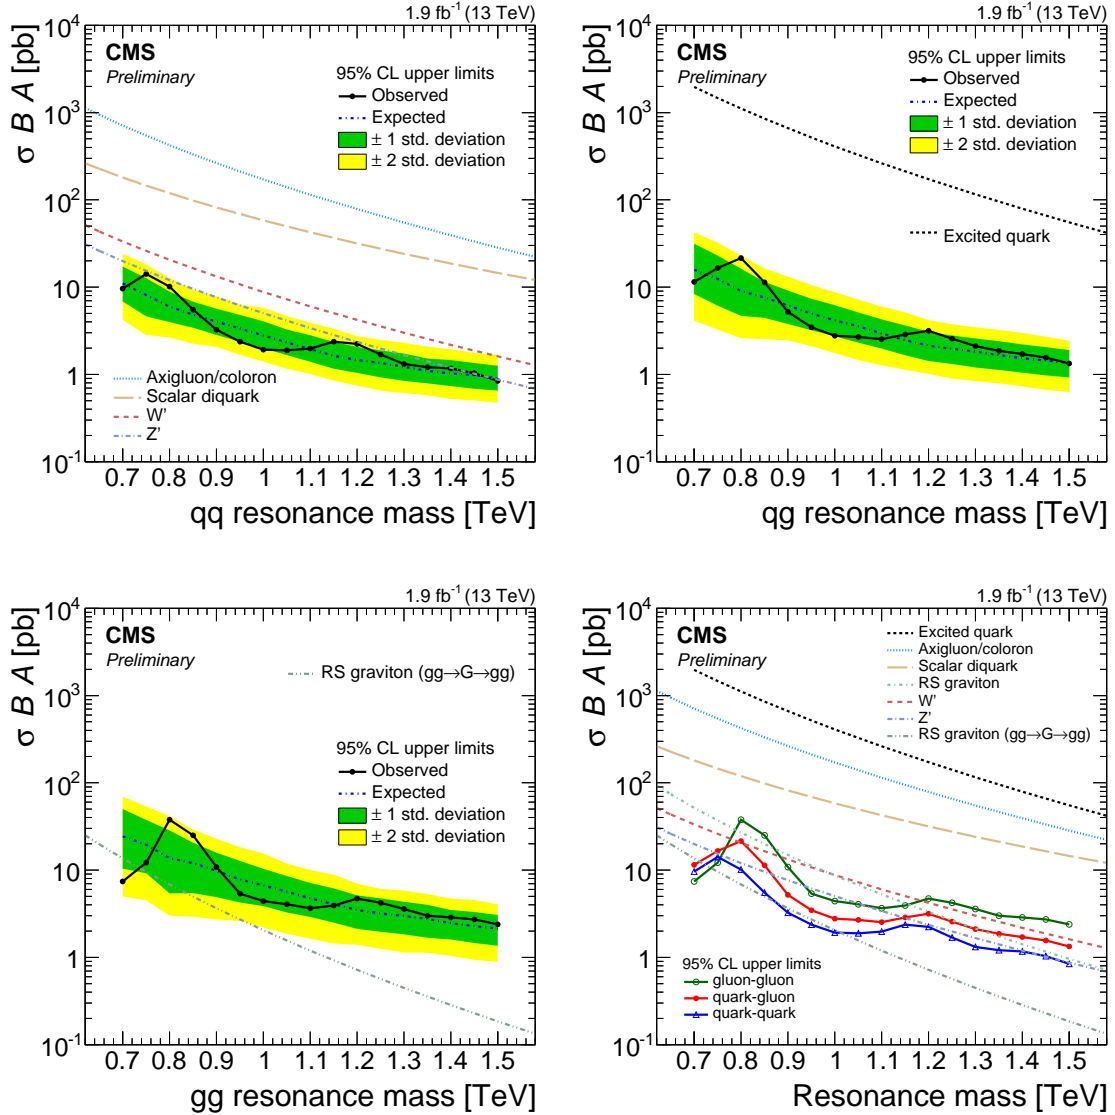 1.9 fb⁻¹ (13 TeV)
σ B A [pb]
CMS
Preliminary
95% CL upper limits
Observed
Expected
± 1 std. deviation
± 2 std. deviation
Axigluon/coloron
Scalar diquark
W'
Z'
10⁴
10³
10²
10
1
10⁻¹
0.7 0.8 0.9 1 1.1 1.2 1.3 1.4 1.5
qq resonance mass [TeV]
1.9 fb⁻¹ (13 TeV)
σ B A [pb]
CMS
Preliminary
95% CL upper limits
Observed
Expected
± 1 std. deviation
± 2 std. deviation
Excited quark
10⁴
10³
10²
10
1
10⁻¹
0.7 0.8 0.9 1 1.1 1.2 1.3 1.4 1.5
qg resonance mass [TeV]
1.9 fb⁻¹ (13 TeV)
σ B A [pb]
CMS
Preliminary
RS graviton (gg→G→gg)
95% CL upper limits
Observed
Expected
± 1 std. deviation
± 2 std. deviation
10⁴
10³
10²
10
1
10⁻¹
0.7 0.8 0.9 1 1.1 1.2 1.3 1.4 1.5
gg resonance mass [TeV]
1.9 fb⁻¹ (13 TeV)
σ B A [pb]
CMS
Preliminary
Excited quark
Axigluon/coloron
Scalar diquark
RS graviton
W'
Z'
RS graviton (gg→G→gg)
95% CL upper limits
gluon-gluon
quark-gluon
quark-quark
10⁴
10³
10²
10
1
10⁻¹
0.7 0.8 0.9 1 1.1 1.2 1.3 1.4 1.5
Resonance mass [TeV]